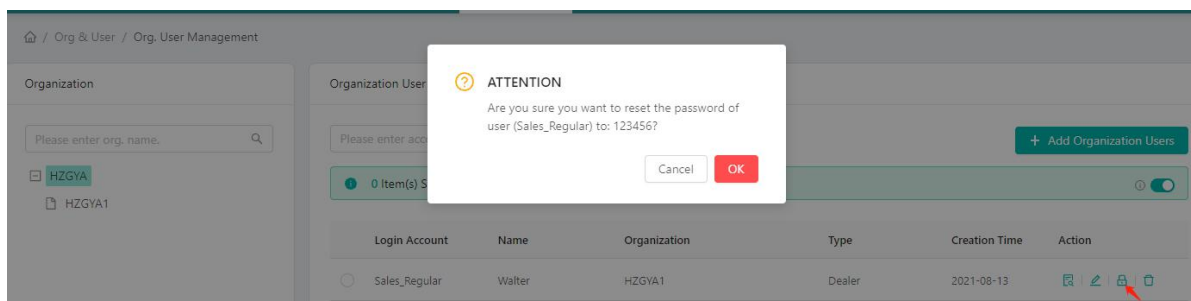 / Org & User / Org. User Management
Organization
Organization User
Please enter org. name.
Please enter acc
+ Add Organization Users
HZGYA
HZGYA1
0 Item(s) S
ATTENTION
Are you sure you want to reset the password of
user (Sales_Regular) to: 123456?
Cancel OK
Login Account Name Organization Type Creation Time Action
Sales_Regular Walter HZGYA1 Dealer 2021-08-13